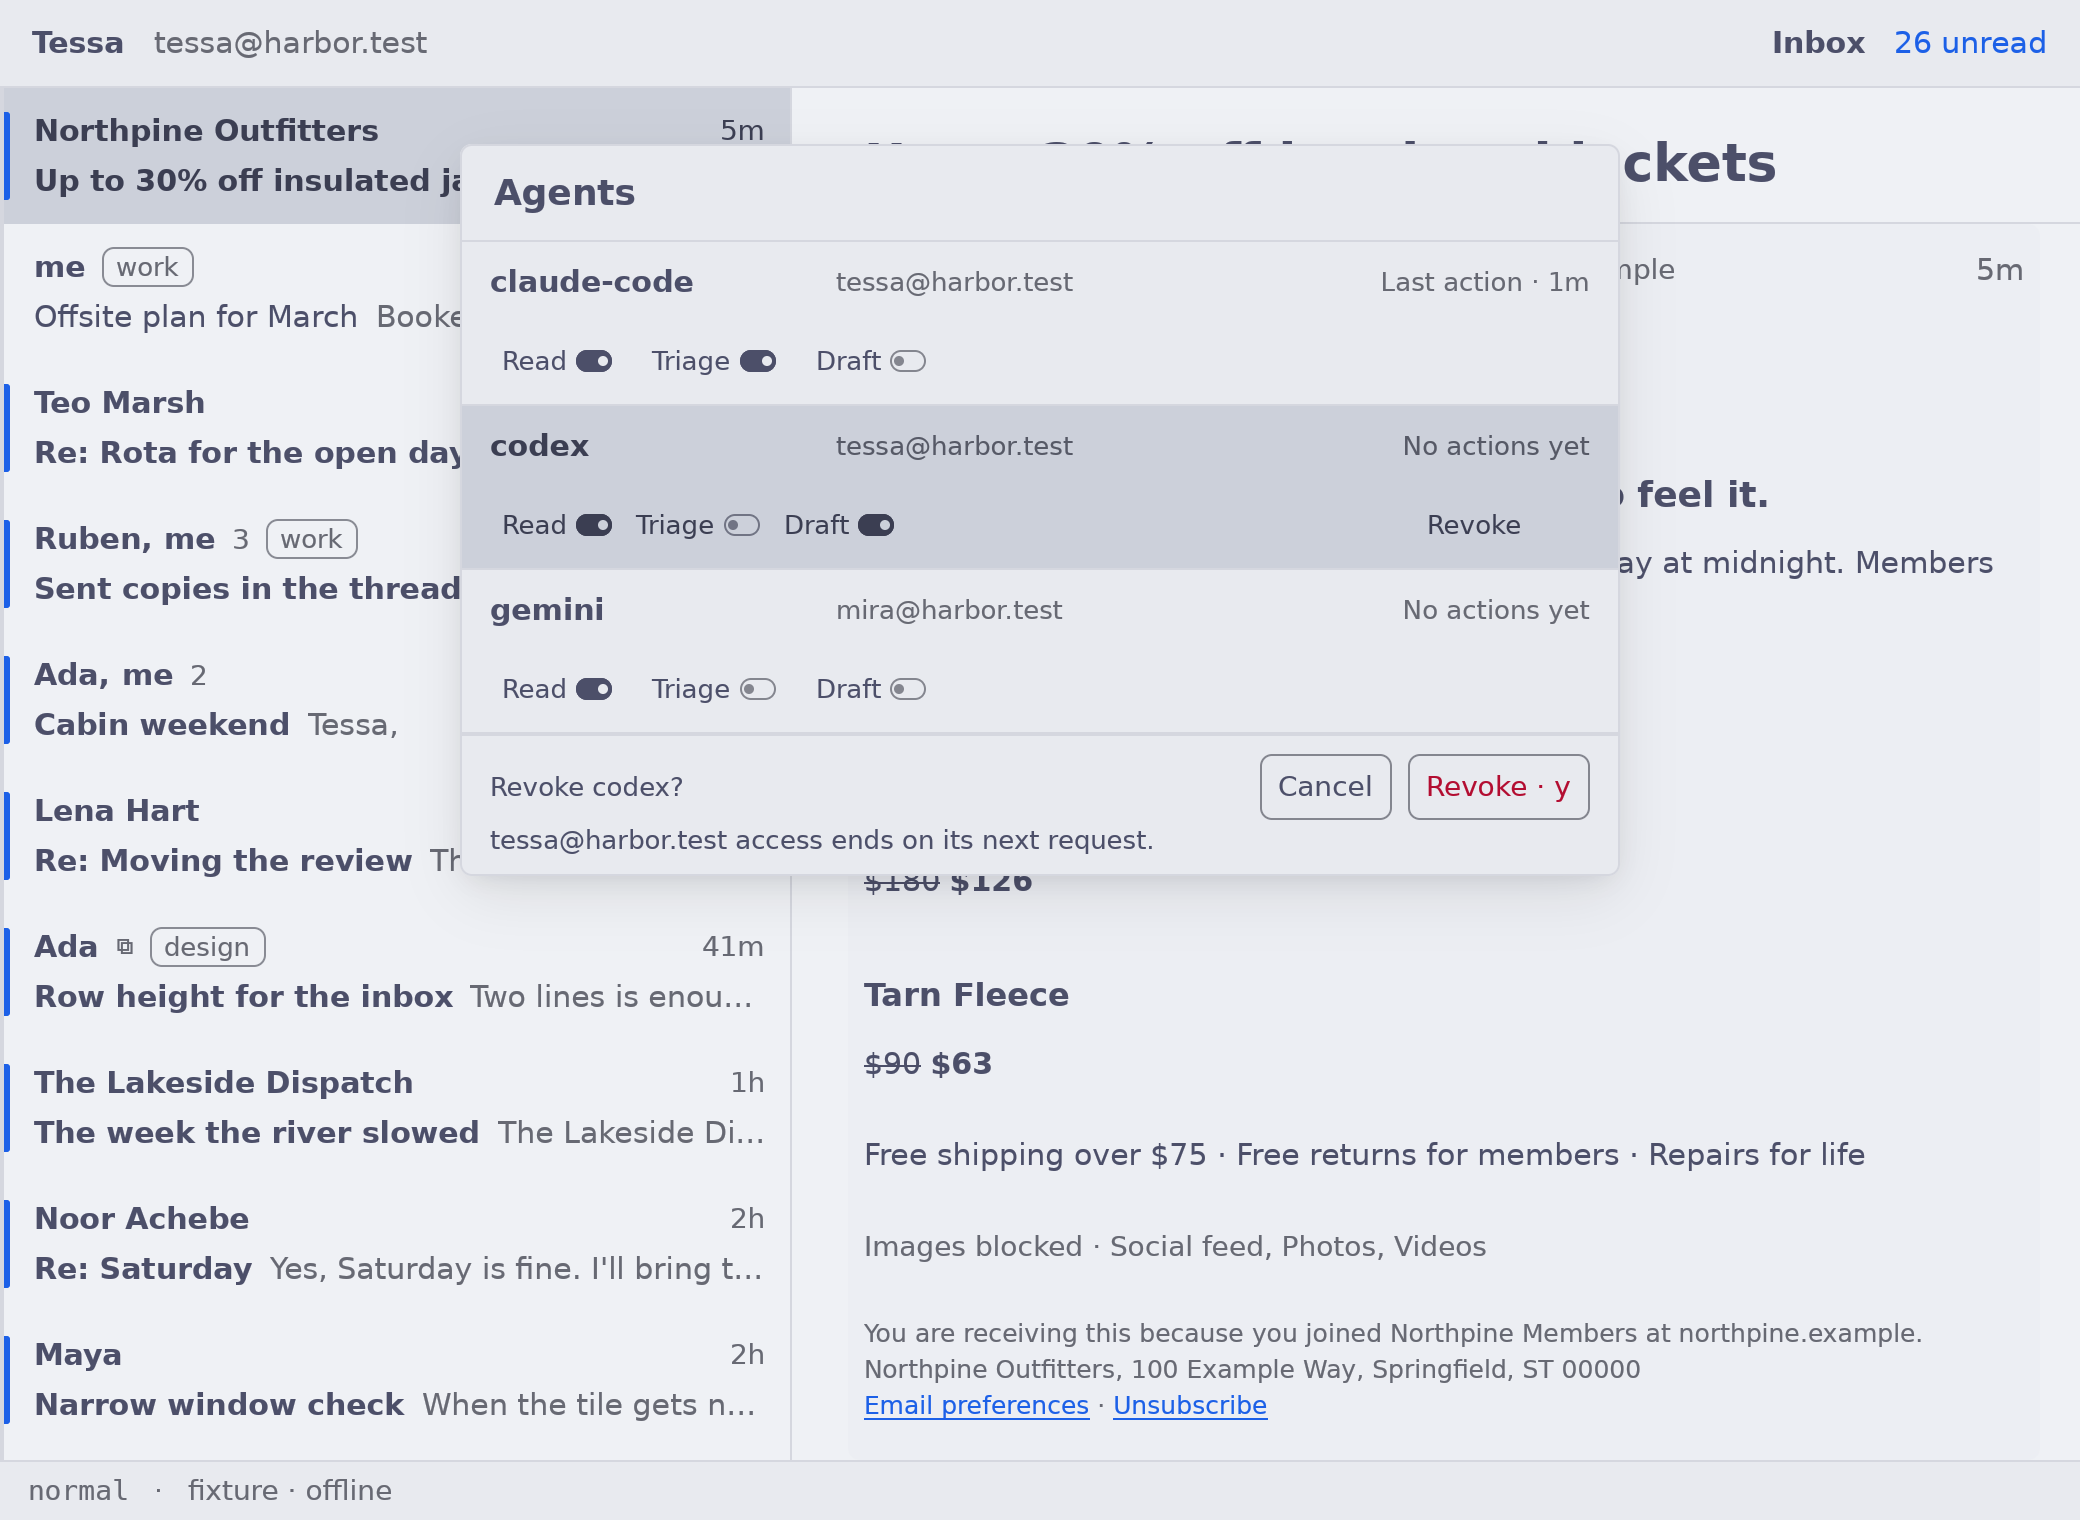 Tessa tessa@harbor.test Inbox 26 unread
Northpine Outfitters 5m
Up to 30% off insulated ja
me work
Offsite plan for March Booke
Teo Marsh
Re: Rota for the open day
Ruben, me 3 work
Sent copies in the thread
Ada, me 2
Cabin weekend Tessa,
Lena Hart
Re: Moving the review Th
Ada design 41m
Row height for the inbox Two lines is enou…
The Lakeside Dispatch 1h
The week the river slowed The Lakeside Di…
Noor Achebe 2h
Re: Saturday Yes, Saturday is fine. I'll bring t…
Maya 2h
Narrow window check When the tile gets n…
Agents
claude-code tessa@harbor.test Last action · 1m
Read Triage Draft
codex tessa@harbor.test No actions yet
Read Triage Draft Revoke
gemini mira@harbor.test No actions yet
Read Triage Draft
Revoke codex? Cancel Revoke · y
tessa@harbor.test access ends on its next request.
ckets
mple 5m
feel it.
ay at midnight. Members
$180 $126
Tarn Fleece
$90 $63
Free shipping over $75 · Free returns for members · Repairs for life
Images blocked · Social feed, Photos, Videos
You are receiving this because you joined Northpine Members at northpine.example.
Northpine Outfitters, 100 Example Way, Springfield, ST 00000
Email preferences · Unsubscribe
normal · fixture · offline